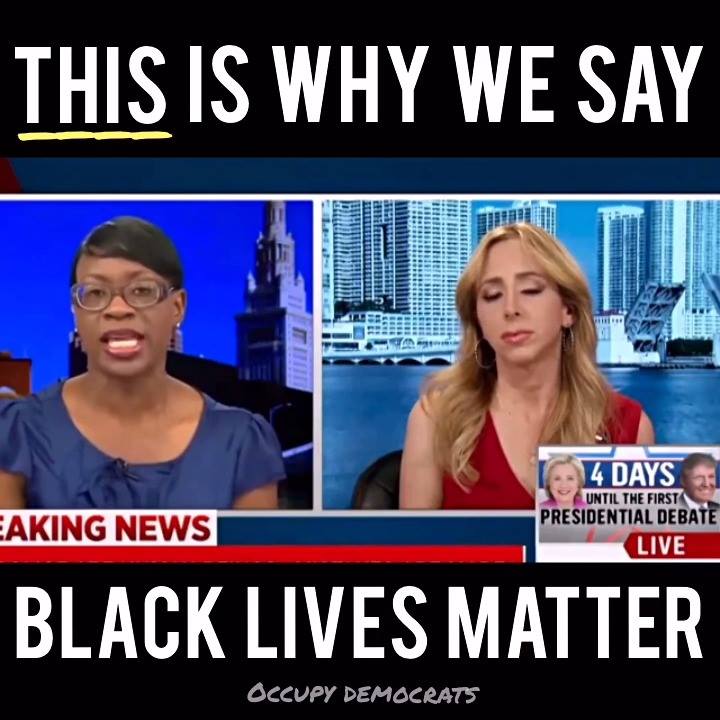 THIS IS WHY WE SAY
EAKING NEWS
4 DAYS
UNTIL THE FIRST
PRESIDENTIAL DEBATE
LIVE
BLACK LIVES MATTER
OCCUPY DEMOCRATS